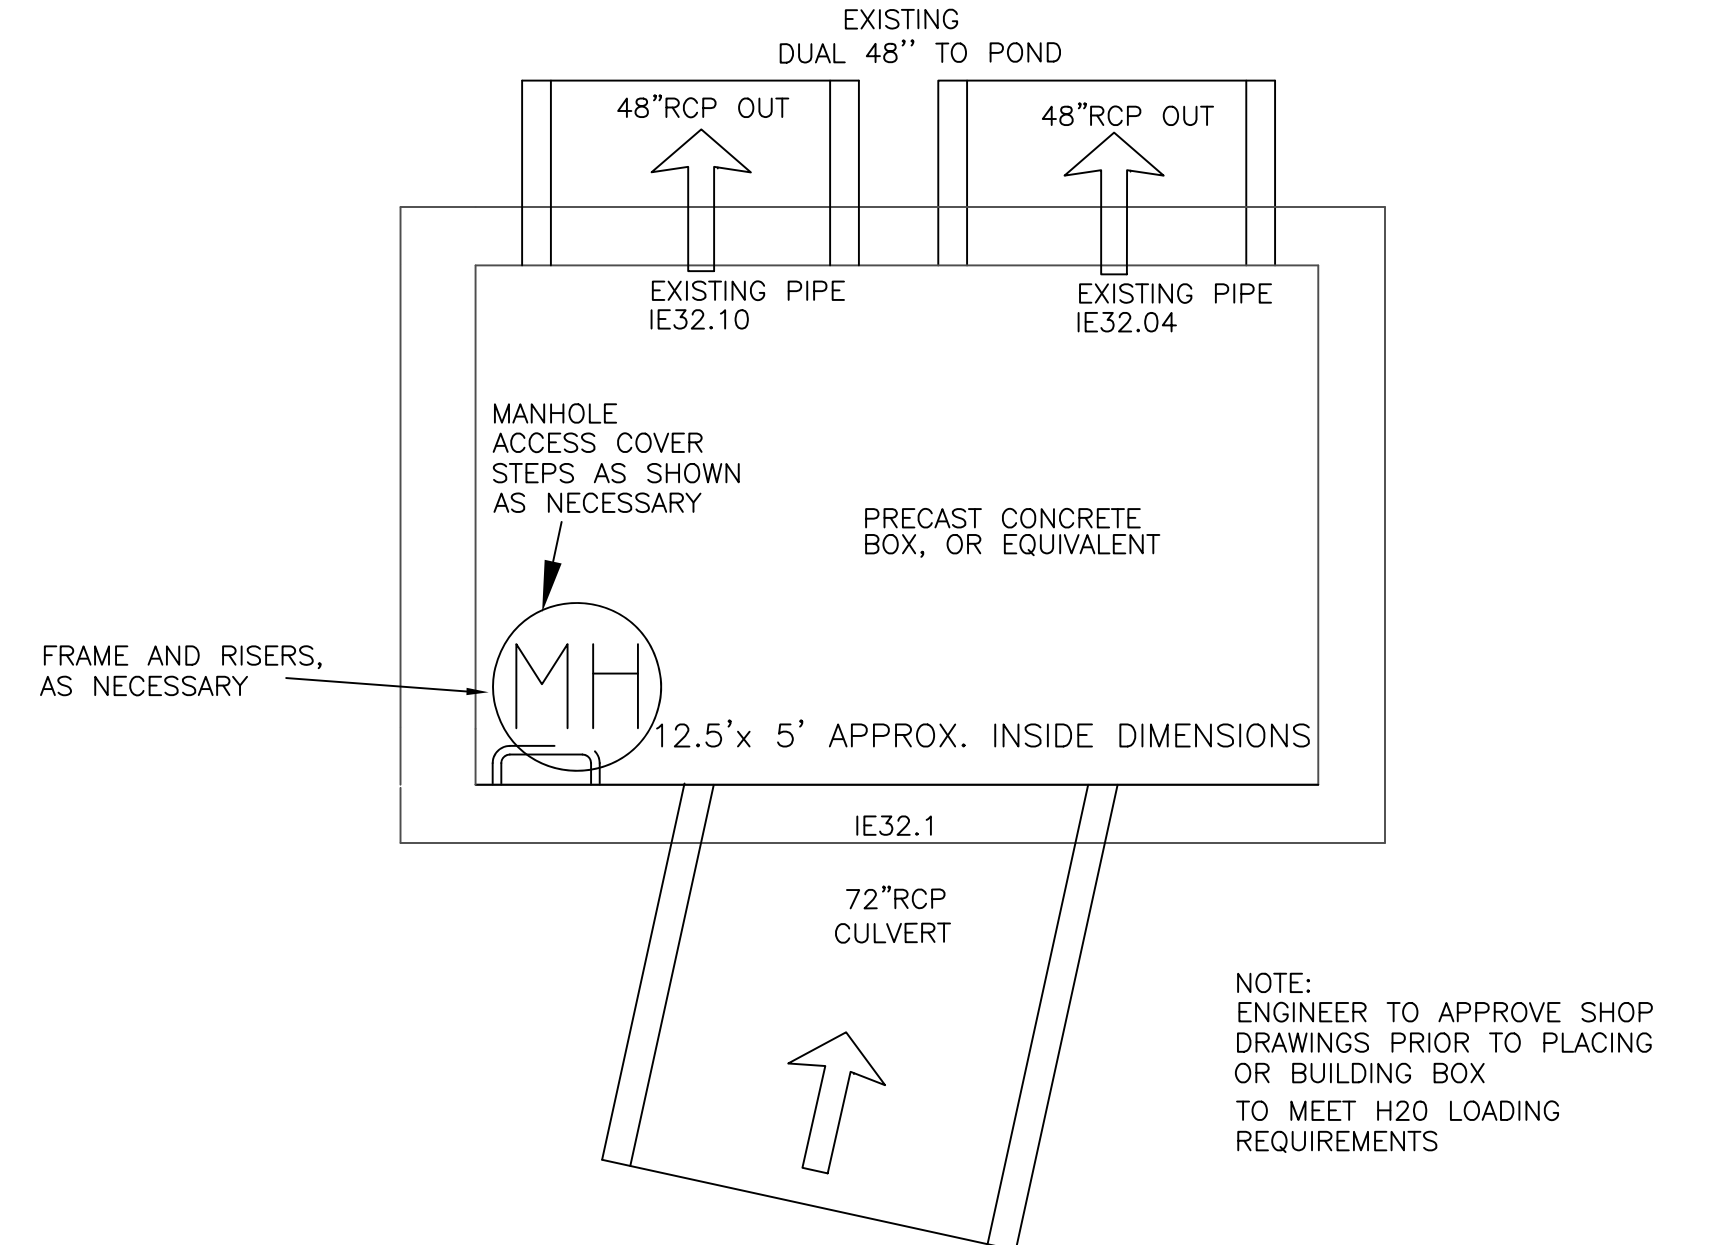 EXISTING
DUAL 48'' TO POND
48"RCP OUT
48"RCP OUT
EXISTING PIPE
IE32.10
EXISTING PIPE
IE32.04
MANHOLE
ACCESS COVER
STEPS AS SHOWN
AS NECESSARY
PRECAST CONCRETE
BOX, OR EQUIVALENT
FRAME AND RISERS,
AS NECESSARY
MH
12.5'x 5' APPROX. INSIDE DIMENSIONS
IE32.1
72"RCP
CULVERT
NOTE:
ENGINEER TO APPROVE SHOP
DRAWINGS PRIOR TO PLACING
OR BUILDING BOX
TO MEET H20 LOADING
REQUIREMENTS